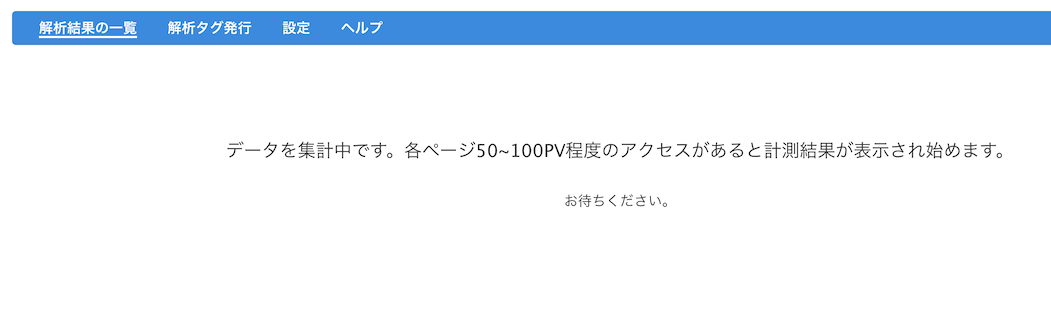 解析結果の一覧 解析タグ発行 設定 ヘルプ
データを集計中です。各ページ50~100PV程度のアクセスがあると計測結果が表示され始めます。
お待ちください。